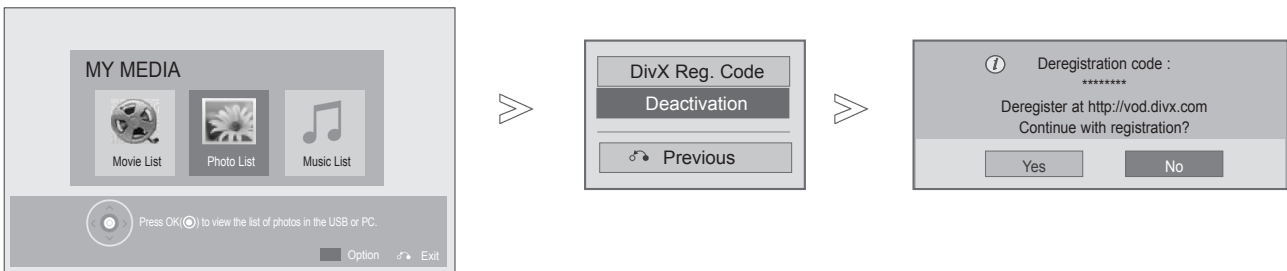 MY MEDIA
Movie List
Photo List
Music List
Press OK(◉) to view the list of photos in the USB or PC.
Option
Exit
DivX Reg. Code
Deactivation
Previous
Deregistration code :
********
Deregister at http://vod.divx.com
Continue with registration?
Yes
No